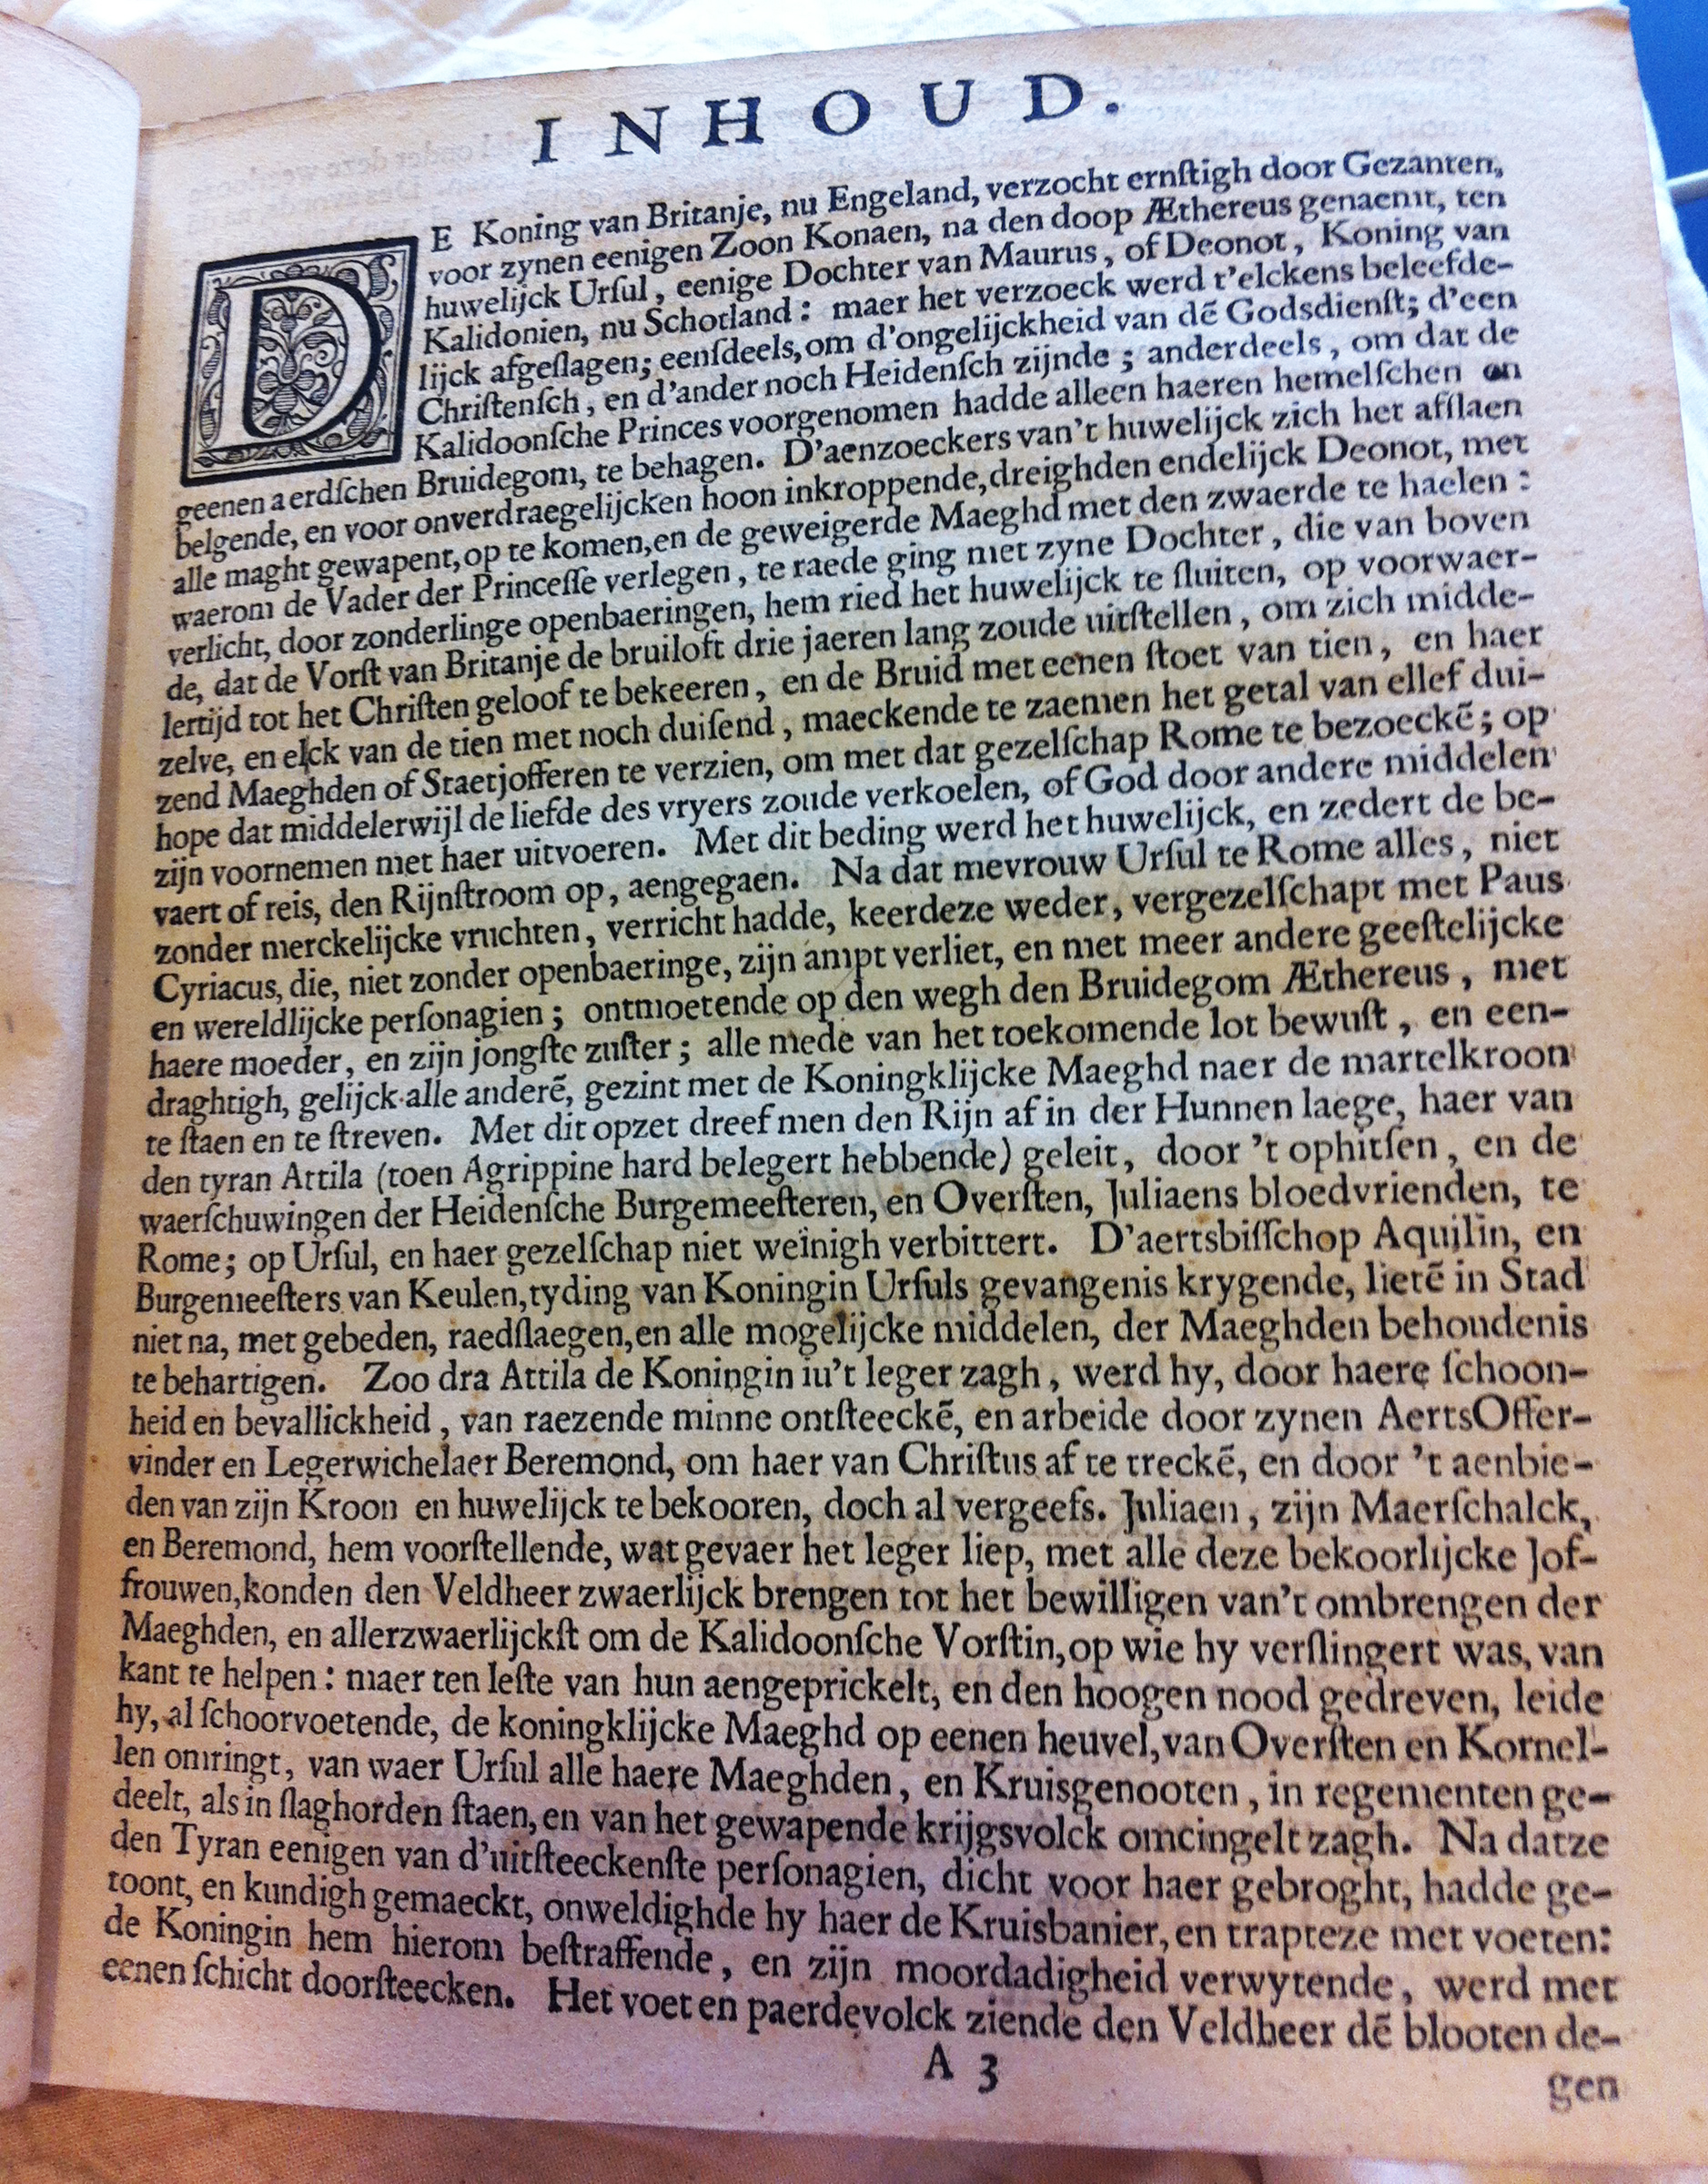 INHOUD.
DE Koning van Britanje, nu Engeland, verzocht ernſtigh door Gezanten,
voor zynen eenigen Zoon Konaen, na den doop Æthereus genaemt, ten
huwelijck Urſul, eenige Dochter van Maurus, of Deonot, Koning van
Kalidonien, nu Schotland: maer het verzoeck werd t'elckens beleefde-
lijck afgeſlagen; eenſdeels, om d'ongelijckheid van dē Godsdienſt; d'een
Chriſtenſch, en d'ander noch Heidenſch zijnde; anderdeels, om dat de
Kalidoonſche Princes voorgenomen hadde alleen haeren hemelſchen en
geenen aerdſchen Bruidegom, te behagen. D'aenzoeckers van't huwelijck zich het afſlaen
belgende, en voor onverdraegelijcken hoon inkroppende, dreighden endelijck Deonot, met
alle maght gewapent, op te komen, en de geweigerde Maeghd met den zwaerde te haelen:
waerom de Vader der Princeſſe verlegen, te raede ging met zyne Dochter, die van boven
verlicht, door zonderlinge openbaeringen, hem ried het huwelijck te ſluiten, op voorwaer-
de, dat de Vorſt van Britanje de bruiloft drie jaeren lang zoude uitſtellen, om zich midde-
lertijd tot het Chriſten geloof te bekeeren, en de Bruid met eenen ſtoet van tien, en haer
zelve, en elck van de tien met noch duiſend, maeckende te zaemen het getal van ellef dui-
zend Maeghden of Staetjofferen te verzien, om met dat gezelſchap Rome te bezoeckē; op
hope dat middelerwijl de liefde des vryers zoude verkoelen, of God door andere middelen
zijn voornemen met haer uitvoeren. Met dit beding werd het huwelijck, en zedert de be-
vaert of reis, den Rijnſtroom op, aengegaen. Na dat mevrouw Urſul te Rome alles, niet
zonder merckelijcke vruchten, verricht hadde, keerdeze weder, vergezelſchapt met Paus
Cyriacus, die, niet zonder openbaeringe, zijn ampt verliet, en met meer andere geeſtelijcke
en wereldlijcke perſonagien; ontmoetende op den wegh den Bruidegom Æthereus, met
haere moeder, en zijn jongſte zuſter; alle mede van het toekomende lot bewuſt, en een-
draghtigh, gelijck alle anderē, gezint met de Koningklijcke Maeghd naer de martelkroon
te ſtaen en te ſtreven. Met dit opzet dreef men den Rijn af in der Hunnen laege, haer van
den tyran Attila (toen Agrippine hard belegert hebbende) geleit, door 't ophitſen, en de
waerſchuwingen der Heidenſche Burgemeeſteren, en Overſten, Juliaens bloedvrienden, te
Rome; op Urſul, en haer gezelſchap niet weinigh verbittert. D'aertsbiſſchop Aquilin, en
Burgemeeſters van Keulen, tyding van Koningin Urſuls gevangenis krygende, lietē in Stad
niet na, met gebeden, raedſlaegen, en alle mogelijcke middelen, der Maeghden behoudenis
te behartigen. Zoo dra Attila de Koningin iu't leger zagh, werd hy, door haere ſchoon-
heid en bevallickheid, van raezende minne ontſteeckē, en arbeide door zynen AertsOffer-
vinder en Legerwichelaer Beremond, om haer van Chriſtus af te treckē, en door 't aenbie-
den van zijn Kroon en huwelijck te bekooren, doch al vergeefs. Juliaen, zijn Maerſchalck,
en Beremond, hem voorſtellende, wat gevaer het leger liep, met alle deze bekoorlijcke Jof-
frouwen, konden den Veldheer zwaerlijck brengen tot het bewilligen van't ombrengen der
Maeghden, en allerzwaerlijckſt om de Kalidoonſche Vorſtin, op wie hy verſlingert was, van
kant te helpen: maer ten leſte van hun aengeprickelt, en den hoogen nood gedreven, leide
hy, al ſchoorvoetende, de koningklijcke Maeghd op eenen heuvel, van Overſten en Kornel-
len omringt, van waer Urſul alle haere Maeghden, en Kruisgenooten, in regementen ge-
deelt, als in ſlaghorden ſtaen, en van het gewapende krijgsvolck omcingelt zagh. Na datze
den Tyran eenigen van d'uitſteeckenſte perſonagien, dicht voor haer gebroght, hadde ge-
toont, en kundigh gemaeckt, onweldighde hy haer de Kruisbanier, en trapteze met voeten:
de Koningin hem hierom beſtraffende, en zijn moordadigheid verwytende, werd met
eenen ſchicht doorſteecken. Het voet en paerdevolck ziende den Veldheer dē blooten de-
A 3
gen